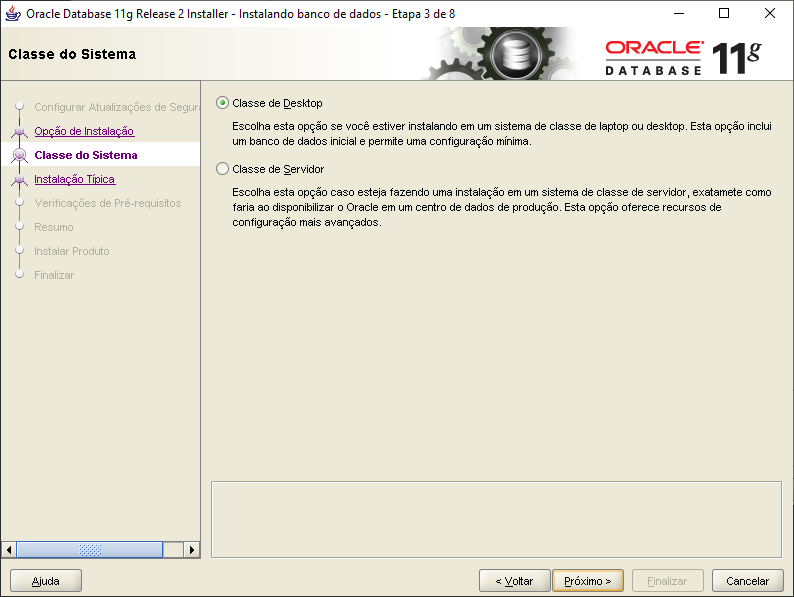 Oracle Database 11g Release 2 Installer - Instalando banco de dados - Etapa 3 de 8
Classe do Sistema
ORACLE
DATABASE
11g
Configurar Atualizações de Segur
Opção de Instalação
Classe do Sistema
Instalação Típica
Verificações de Pré-requisitos
Resumo
Instalar Produto
Finalizar
Classe de Desktop
Escolha esta opção se você estiver instalando em um sistema de classe de laptop ou desktop. Esta opção inclui
um banco de dados inicial e permite uma configuração mínima.
Classe de Servidor
Escolha esta opção caso esteja fazendo uma instalação em um sistema de classe de servidor, exatamete como
faria ao disponibilizar o Oracle em um centro de dados de produção. Esta opção oferece recursos de
configuração mais avançados.
Ajuda
< Voltar
Próximo >
Finalizar
Cancelar